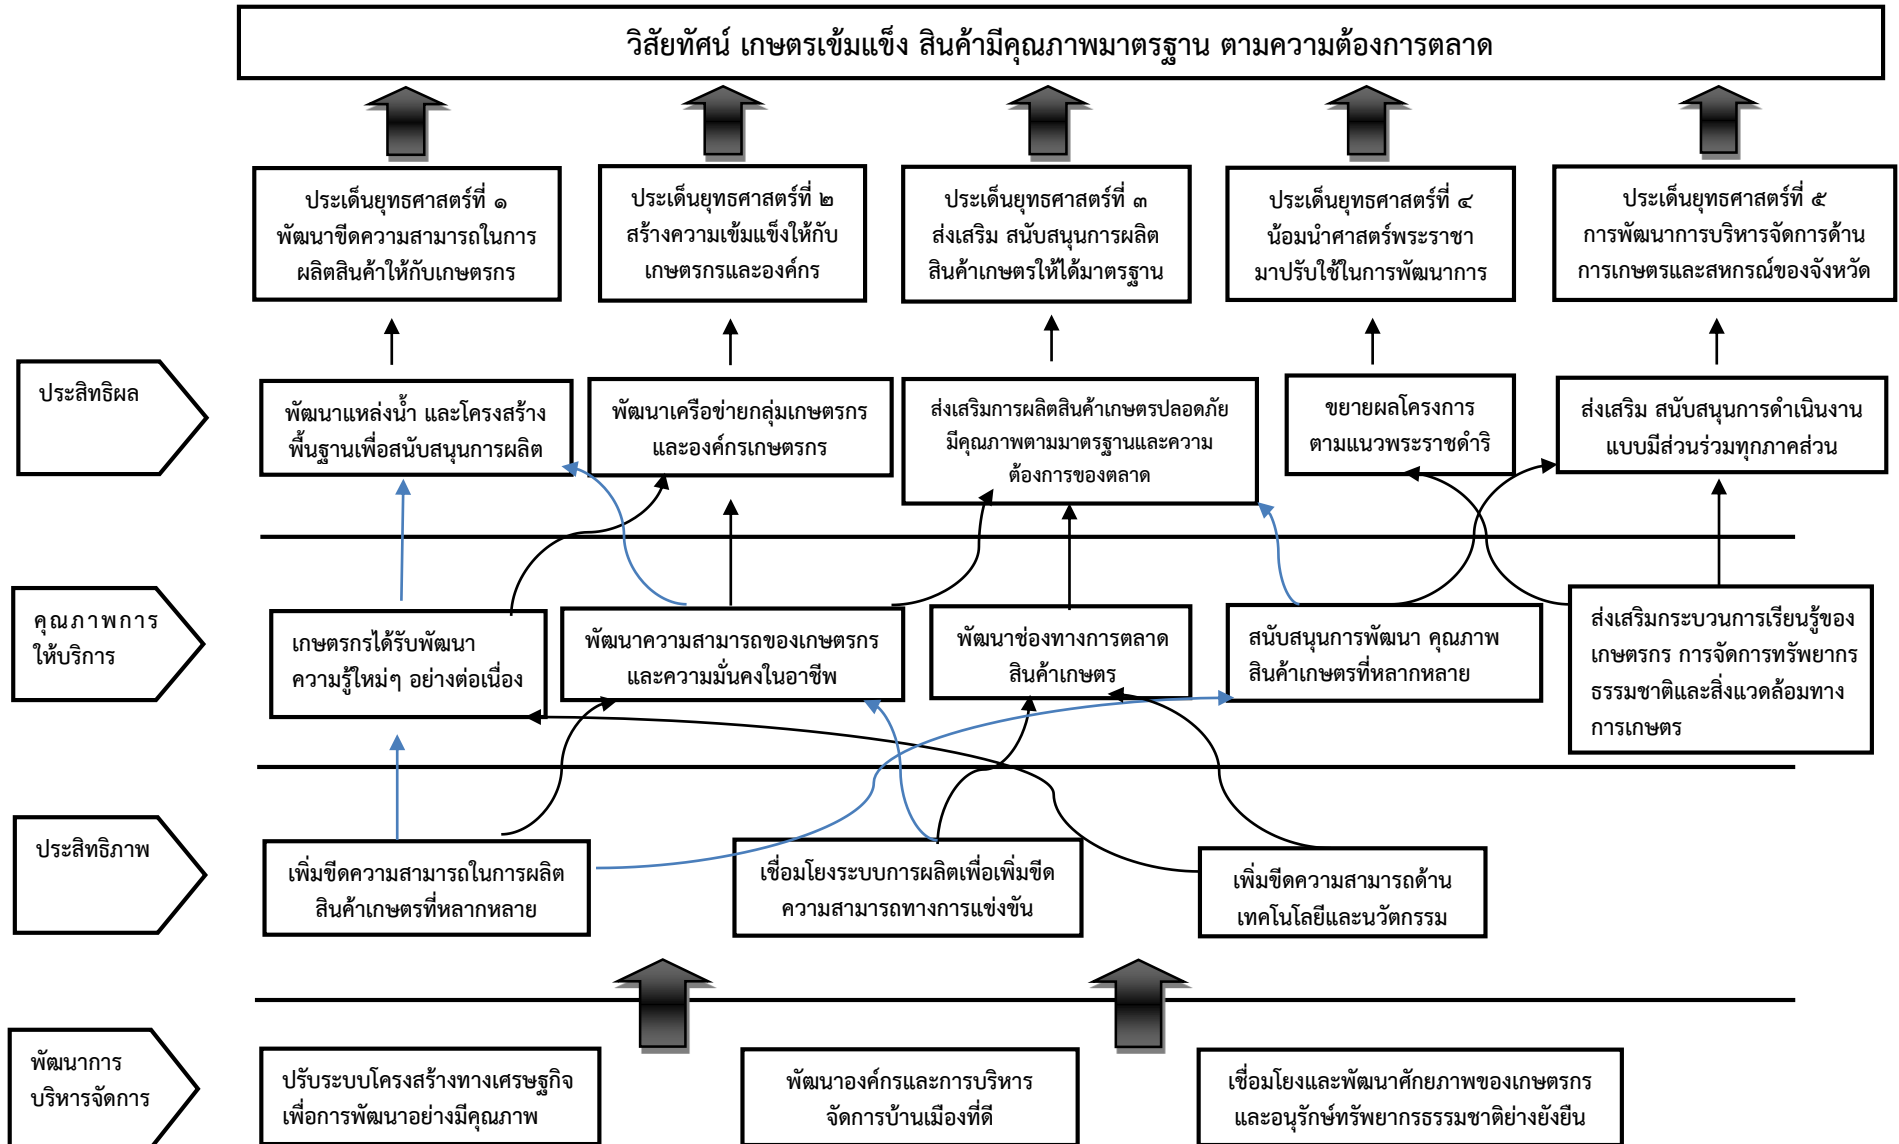 วิสัยทัศน์ เกษตรเข้มแข็ง สินค้ามีคุณภาพมาตรฐาน ตามความต้องการตลาด
ประเด็นยุทธศาสตร์ที่ ๑
พัฒนาขีดความสามารถในการ
ผลิตสินค้าให้กับเกษตรกร
ประเด็นยุทธศาสตร์ที่ ๒
สร้างความเข้มแข็งให้กับ
เกษตรกรและองค์กร
ประเด็นยุทธศาสตร์ที่ ๓
ส่งเสริม สนับสนุนการผลิต
สินค้าเกษตรให้ได้มาตรฐาน
ประเด็นยุทธศาสตร์ที่ ๔
น้อมนำศาสตร์พระราชา
มาปรับใช้ในการพัฒนาการ
ประเด็นยุทธศาสตร์ที่ ๕
การพัฒนาการบริหารจัดการด้าน
การเกษตรและสหกรณ์ของจังหวัด
ประสิทธิผล
พัฒนาแหล่งน้ำ และโครงสร้าง
พื้นฐานเพื่อสนับสนุนการผลิต
พัฒนาเครือข่ายกลุ่มเกษตรกร
และองค์กรเกษตรกร
ส่งเสริมการผลิตสินค้าเกษตรปลอดภัย
มีคุณภาพตามมาตรฐานและความ
ต้องการของตลาด
ขยายผลโครงการ
ตามแนวพระราชดำริ
ส่งเสริม สนับสนุนการดำเนินงาน
แบบมีส่วนร่วมทุกภาคส่วน
คุณภาพการ
ให้บริการ
เกษตรกรได้รับพัฒนา
ความรู้ใหม่ๆ อย่างต่อเนื่อง
พัฒนาความสามารถของเกษตรกร
และความมั่นคงในอาชีพ
พัฒนาช่องทางการตลาด
สินค้าเกษตร
สนับสนุนการพัฒนา คุณภาพ
สินค้าเกษตรที่หลากหลาย
ส่งเสริมกระบวนการเรียนรู้ของ
เกษตรกร การจัดการทรัพยากร
ธรรมชาติและสิ่งแวดล้อมทาง
การเกษตร
ประสิทธิภาพ
เพิ่มขีดความสามารถในการผลิต
สินค้าเกษตรที่หลากหลาย
เชื่อมโยงระบบการผลิตเพื่อเพิ่มขีด
ความสามารถทางการแข่งขัน
เพิ่มขีดความสามารถด้าน
เทคโนโลยีและนวัตกรรม
พัฒนาการ
บริหารจัดการ
ปรับระบบโครงสร้างทางเศรษฐกิจ
เพื่อการพัฒนาอย่างมีคุณภาพ
พัฒนาองค์กรและการบริหาร
จัดการบ้านเมืองที่ดี
เชื่อมโยงและพัฒนาศักยภาพของเกษตรกร
และอนุรักษ์ทรัพยากรธรรมชาติย่างยังยืน